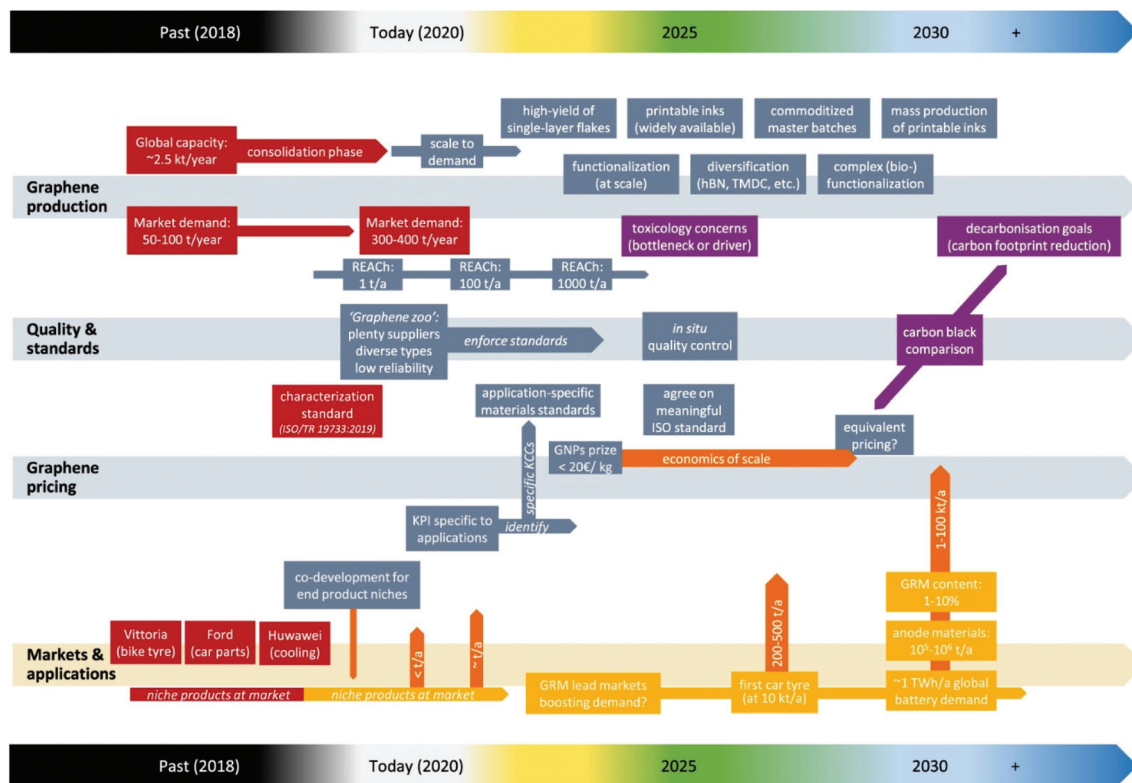 Past (2018)
Today (2020)
2025
2030
+
high-yield of
single-layer flakes
printable inks
(widely available)
commoditized
master batches
mass production
of printable inks
Global capacity:
~2.5 kt/year
consolidation phase
scale to
demand
functionalization
(at scale)
diversification
(hBN, TMDC, etc.)
complex (bio-)
functionalization
Graphene
production
Market demand:
50-100 t/year
Market demand:
300-400 t/year
toxicology concerns
(bottleneck or driver)
decarbonisation goals
(carbon footprint reduction)
REACh:
1 t/a
REACh:
100 t/a
REACh:
1000 t/a
Quality &
standards
'Graphene zoo':
plenty suppliers
diverse types
low reliability
enforce standards
in situ
quality control
carbon black
comparison
characterization
standard
(ISO/TR 19733:2019)
application-specific
materials standards
agree on
meaningful
ISO standard
equivalent
pricing?
GNPs prize
< 20€/ kg
economics of scale
Graphene
pricing
specific KCCs
KPI specific to
applications
identify
1-100 kt/a
co-development for
end product niches
GRM content:
1-10%
Vittoria
(bike tyre)
Ford
(car parts)
Huwawei
(cooling)
< t/a
~ t/a
200-500 t/a
anode materials:
10⁵-10⁶ t/a
Markets &
applications
niche products at market
niche products at market
GRM lead markets
boosting demand?
first car tyre
(at 10 kt/a)
~1 TWh/a global
battery demand
Past (2018)
Today (2020)
2025
2030
+